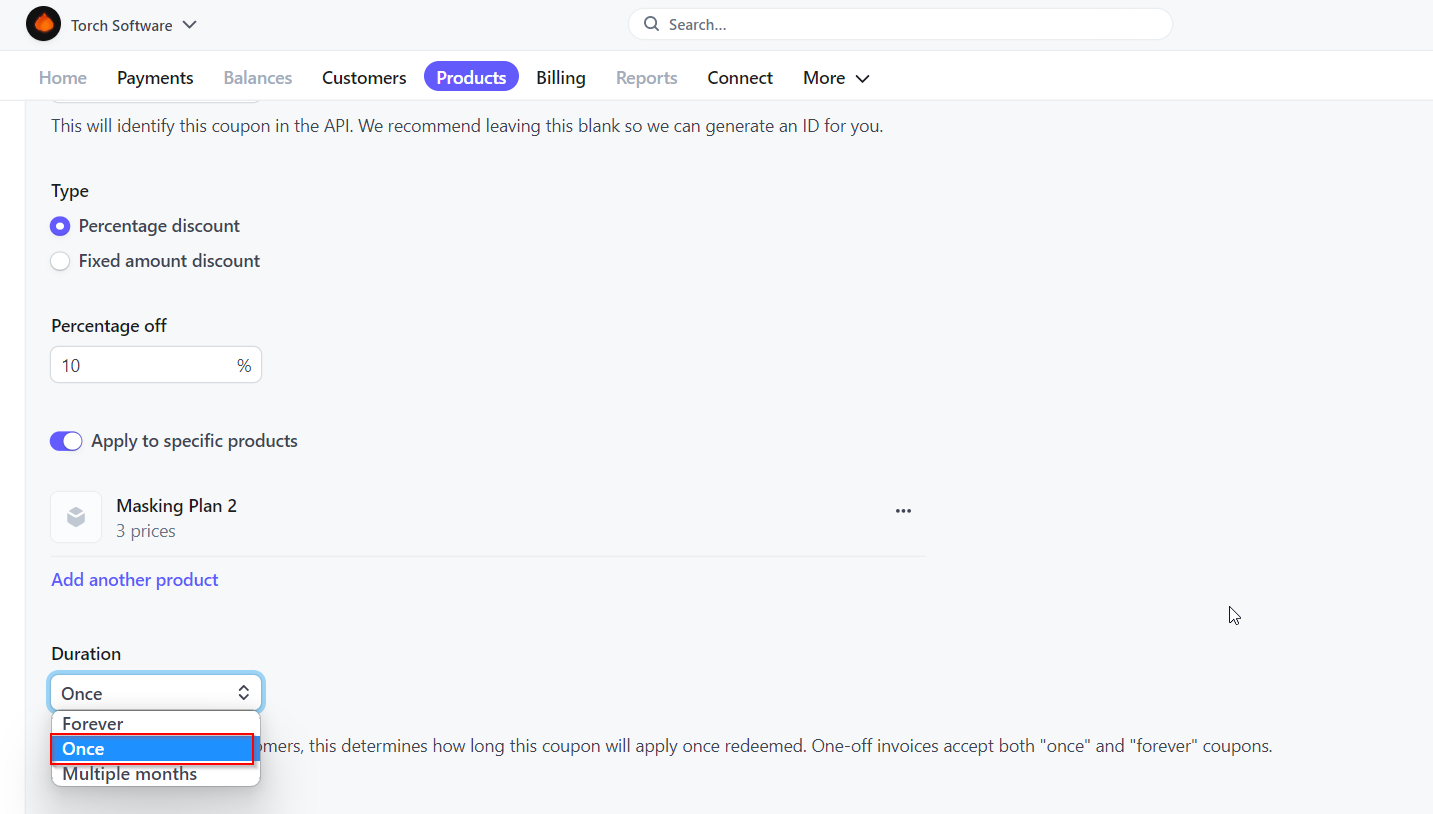 Torch Software
Search...
Home Payments Balances Customers Products Billing Reports Connect More
This will identify this coupon in the API. We recommend leaving this blank so we can generate an ID for you.
Type
Percentage discount
Fixed amount discount
Percentage off
10 %
Apply to specific products
Masking Plan 2
3 prices
Add another product
Duration
Once
Forever
Once
this determines how long this coupon will apply once redeemed. One-off invoices accept both "once" and "forever" coupons.
Multiple months